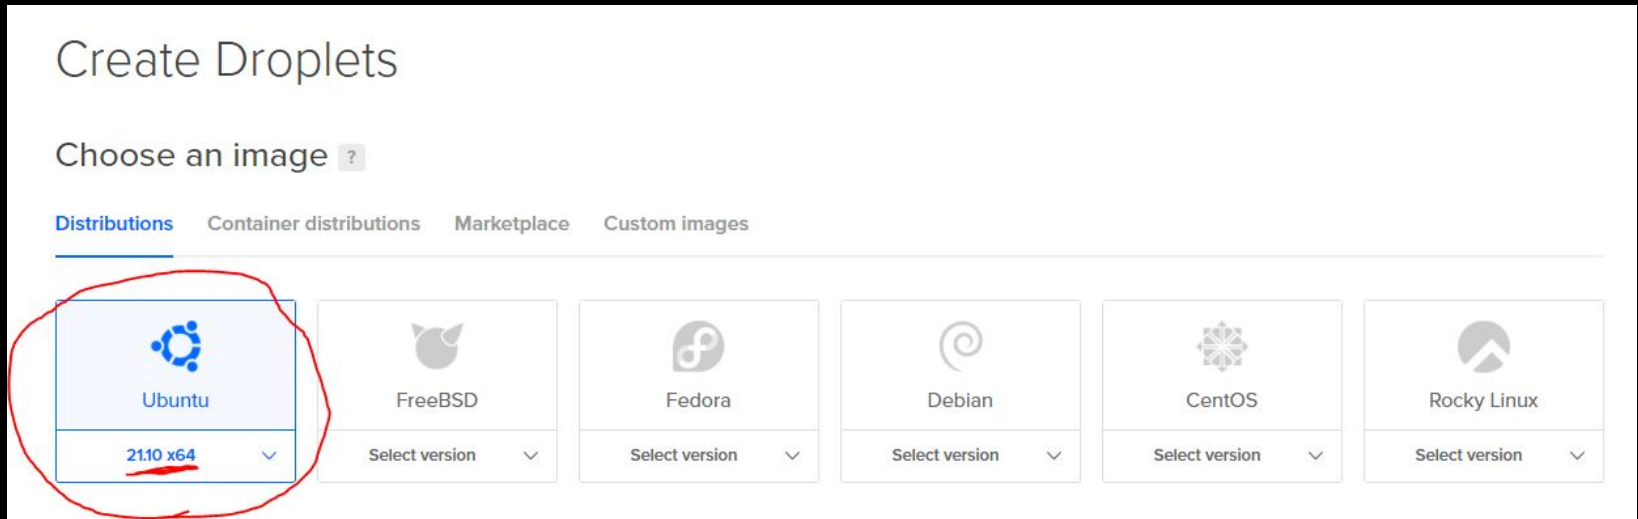 Create Droplets
Choose an image ?
Distributions Container distributions Marketplace Custom images
Ubuntu FreeBSD Fedora Debian CentOS Rocky Linux
21.10 x64 Select version Select version Select version Select version Select version